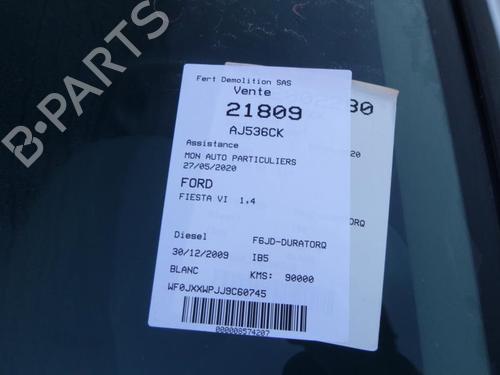 B-Parts
Fert Demolition SAS
Vente
21809
AJ536CK
Assistance
MON AUTO PARTICULIERS
27/05/2020
FORD
FIESTA VI 1.4
Diesel F6JD-DURATORQ
30/12/2009 IB5
BLANC KMS: 90000
WF0JXXWPJJ9C60745
000008574207